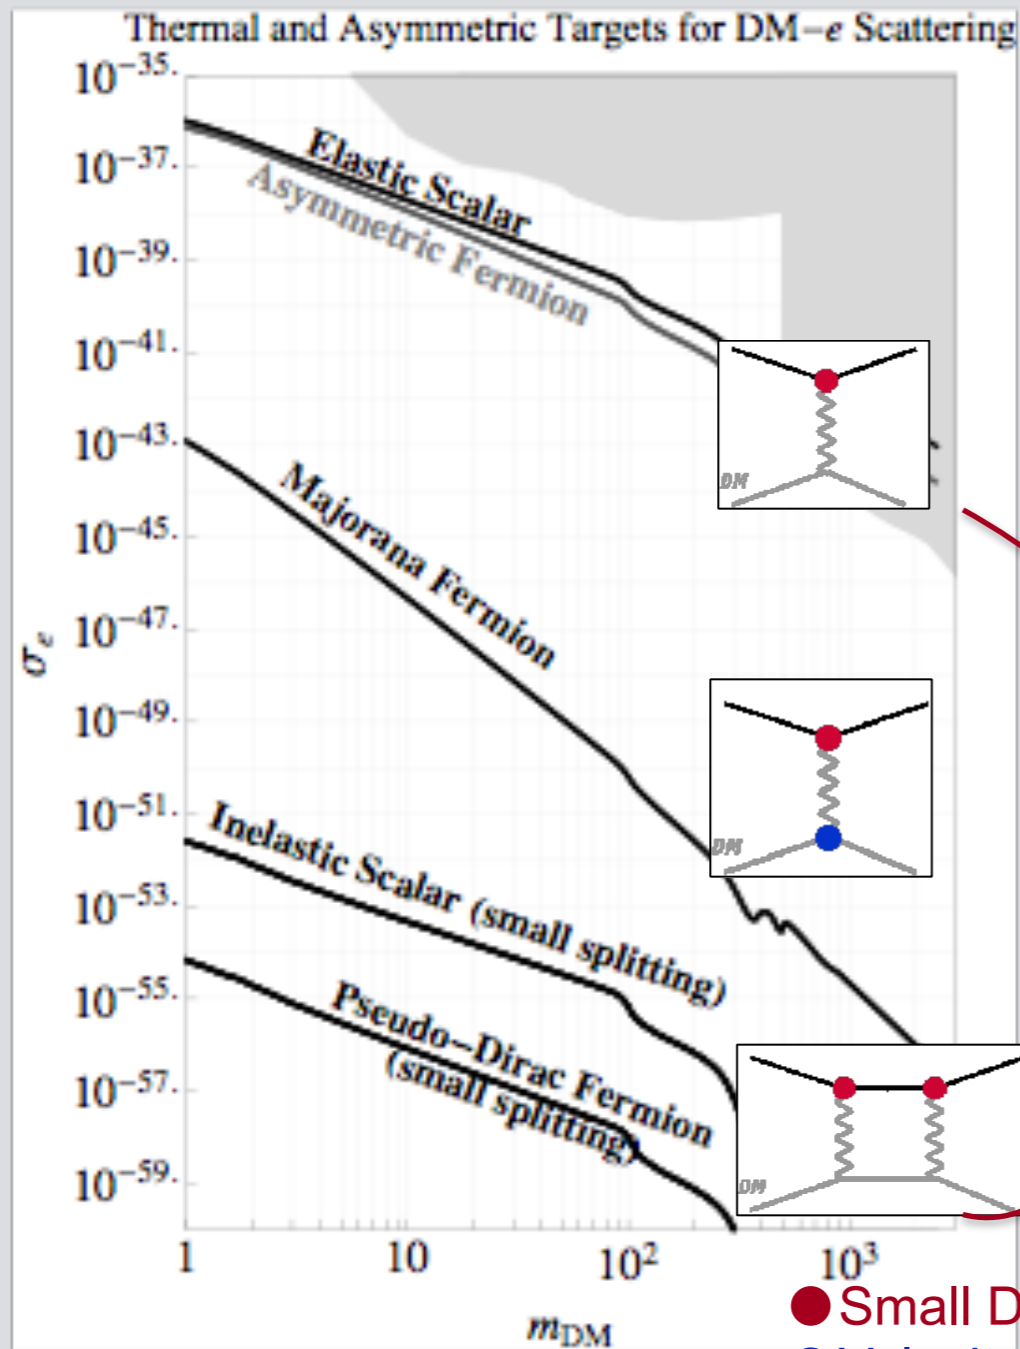 Thermal and Asymmetric Targets for DM–e Scattering
10−35.
10−37.
10−39.
10−41.
10−43.
10−45.
10−47.
10−49.
10−51.
10−53.
10−55.
10−57.
10−59.
σe
Elastic Scalar
Asymmetric Fermion
DM
Majorana Fermion
DM
Inelastic Scalar (small splitting)
Pseudo–Dirac Fermion
(small splitting)
DM
1 10 10² 10³
mDM
Small D